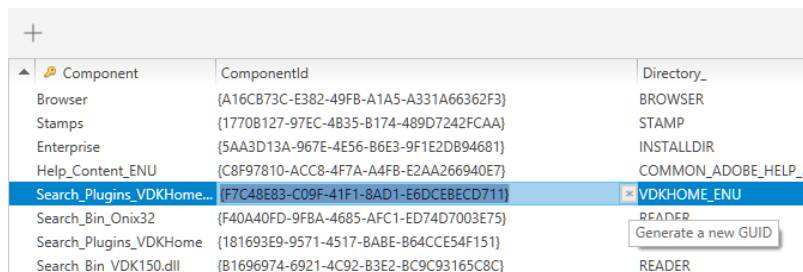 Component ComponentId Directory_
Browser {A16CB73C-E382-49FB-A1A5-A331A66362F3} BROWSER
Stamps {1770B127-97EC-4B35-B174-489D7242FCAA} STAMP
Enterprise {5AA3D13A-967E-4E56-B6E3-9F1E2DB94681} INSTALLDIR
Help_Content_ENU {C8F97810-ACC8-4F7A-A4FB-E2AA266940E7} COMMON_ADOBE_HELP_
Search_Plugins_VDKHome... {F7C48E83-C09F-41F1-8AD1-E6DCEBECD711} VDKHOME_ENU
Search_Bin_Onix32 {F40A40FD-9FBA-4685-AFC1-ED74D7003E75} READER
Generate a new GUID
Search_Plugins_VDKHome {181693E9-9571-4517-BABE-B64CCE54F151}
Search_Bin_VDK150.dll {B1696974-6921-4C92-B3E2-BC9C93165C8C} READER